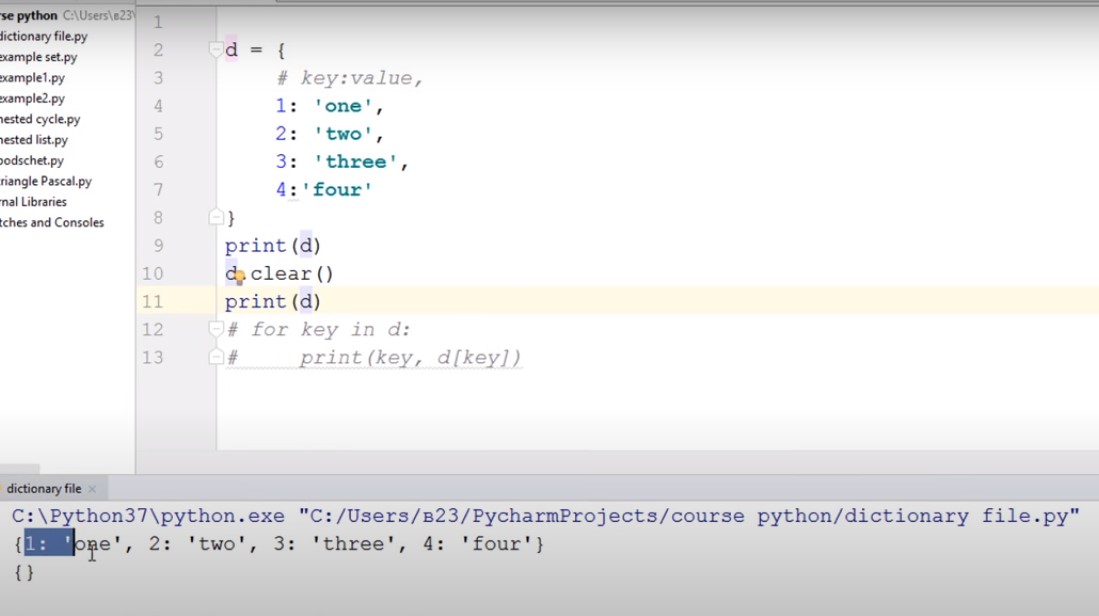 rse python C:\Users\в23\
dictionary file.py
example set.py
example1.py
example2.py
nested cycle.py
nested list.py
podschet.py
riangle Pascal.py
rnal Libraries
tches and Consoles
1
2 d = {
3 # key:value,
4 1: 'one',
5 2: 'two',
6 3: 'three',
7 4:'four'
8 }
9 print(d)
10 d.clear()
11 print(d)
12 # for key in d:
13 #     print(key, d[key])
dictionary file
C:\Python37\python.exe "C:/Users/в23/PycharmProjects/course python/dictionary file.py"
{1: 'one', 2: 'two', 3: 'three', 4: 'four'}
{}